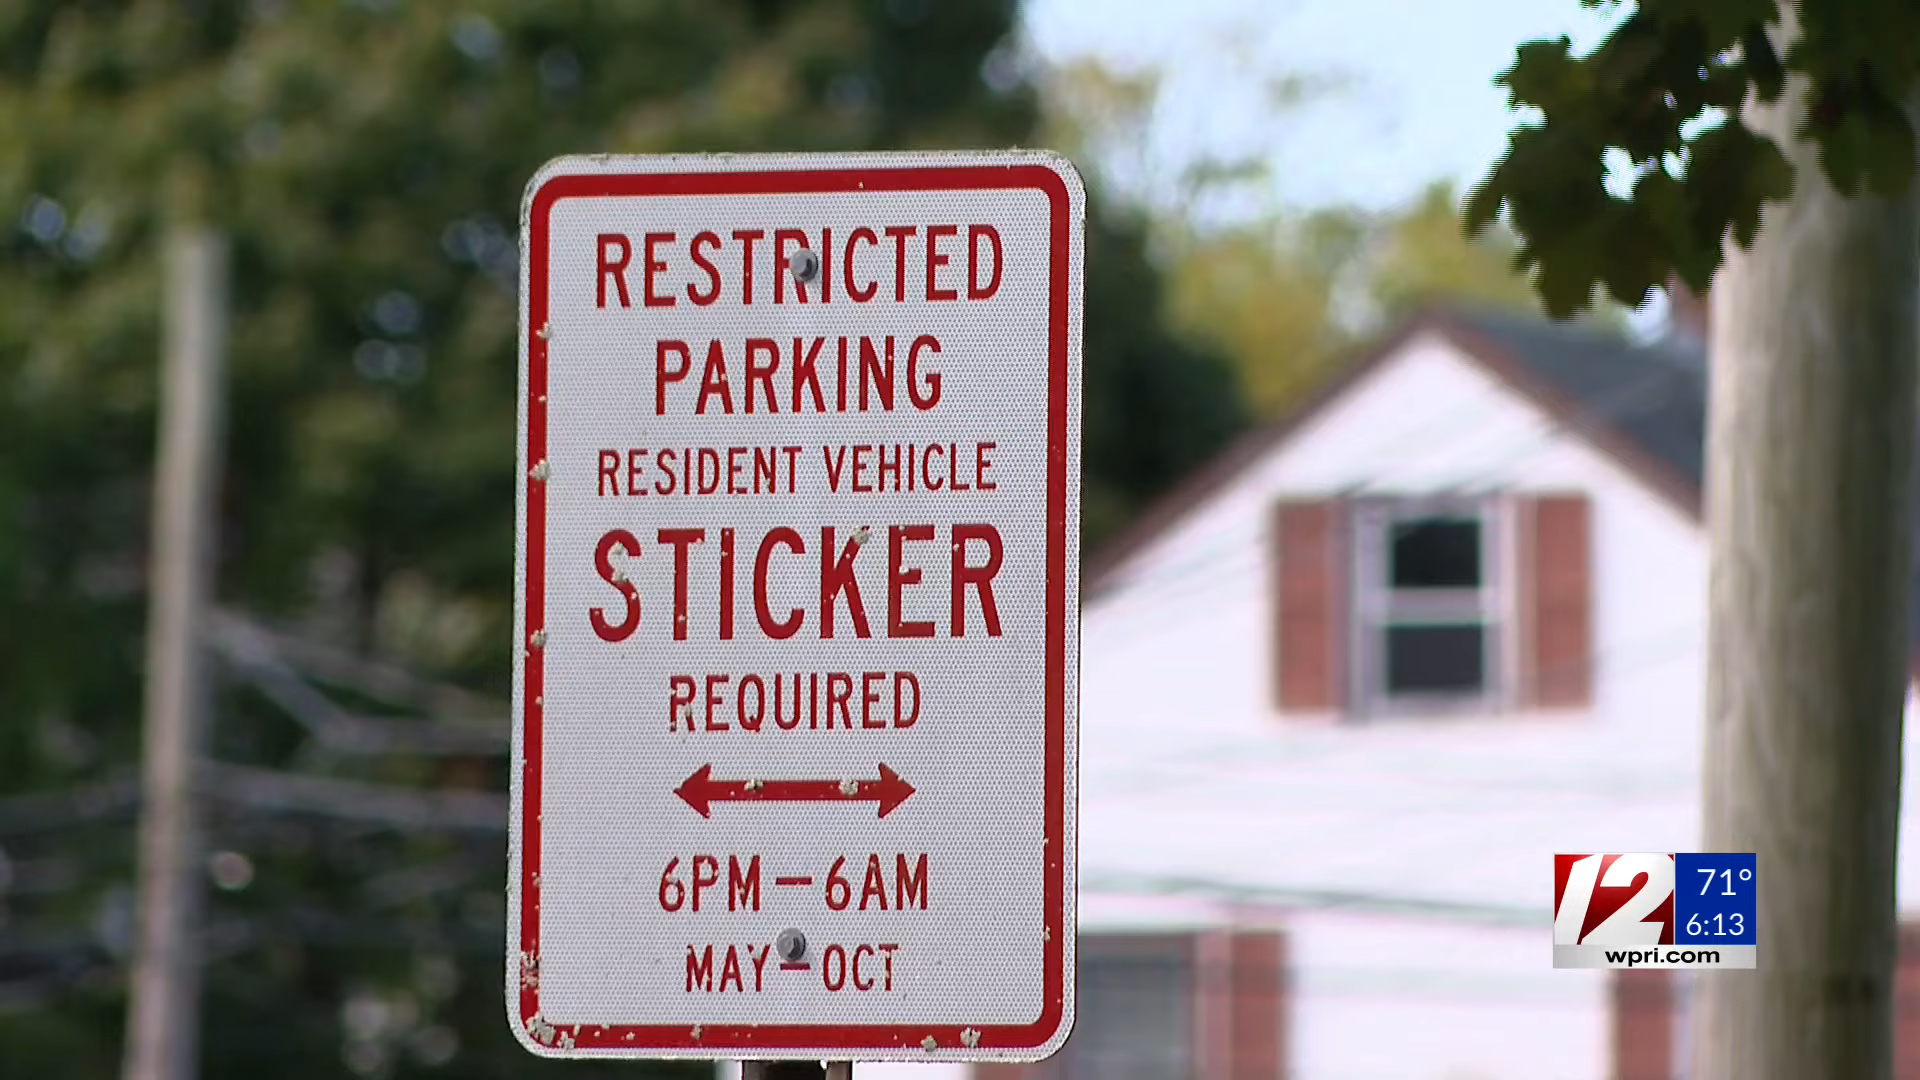 RESTRICTED
PARKING
RESIDENT VEHICLE
STICKER
REQUIRED
6PM — 6AM
MAY — OCT
12
71°
6:13
wpri.com